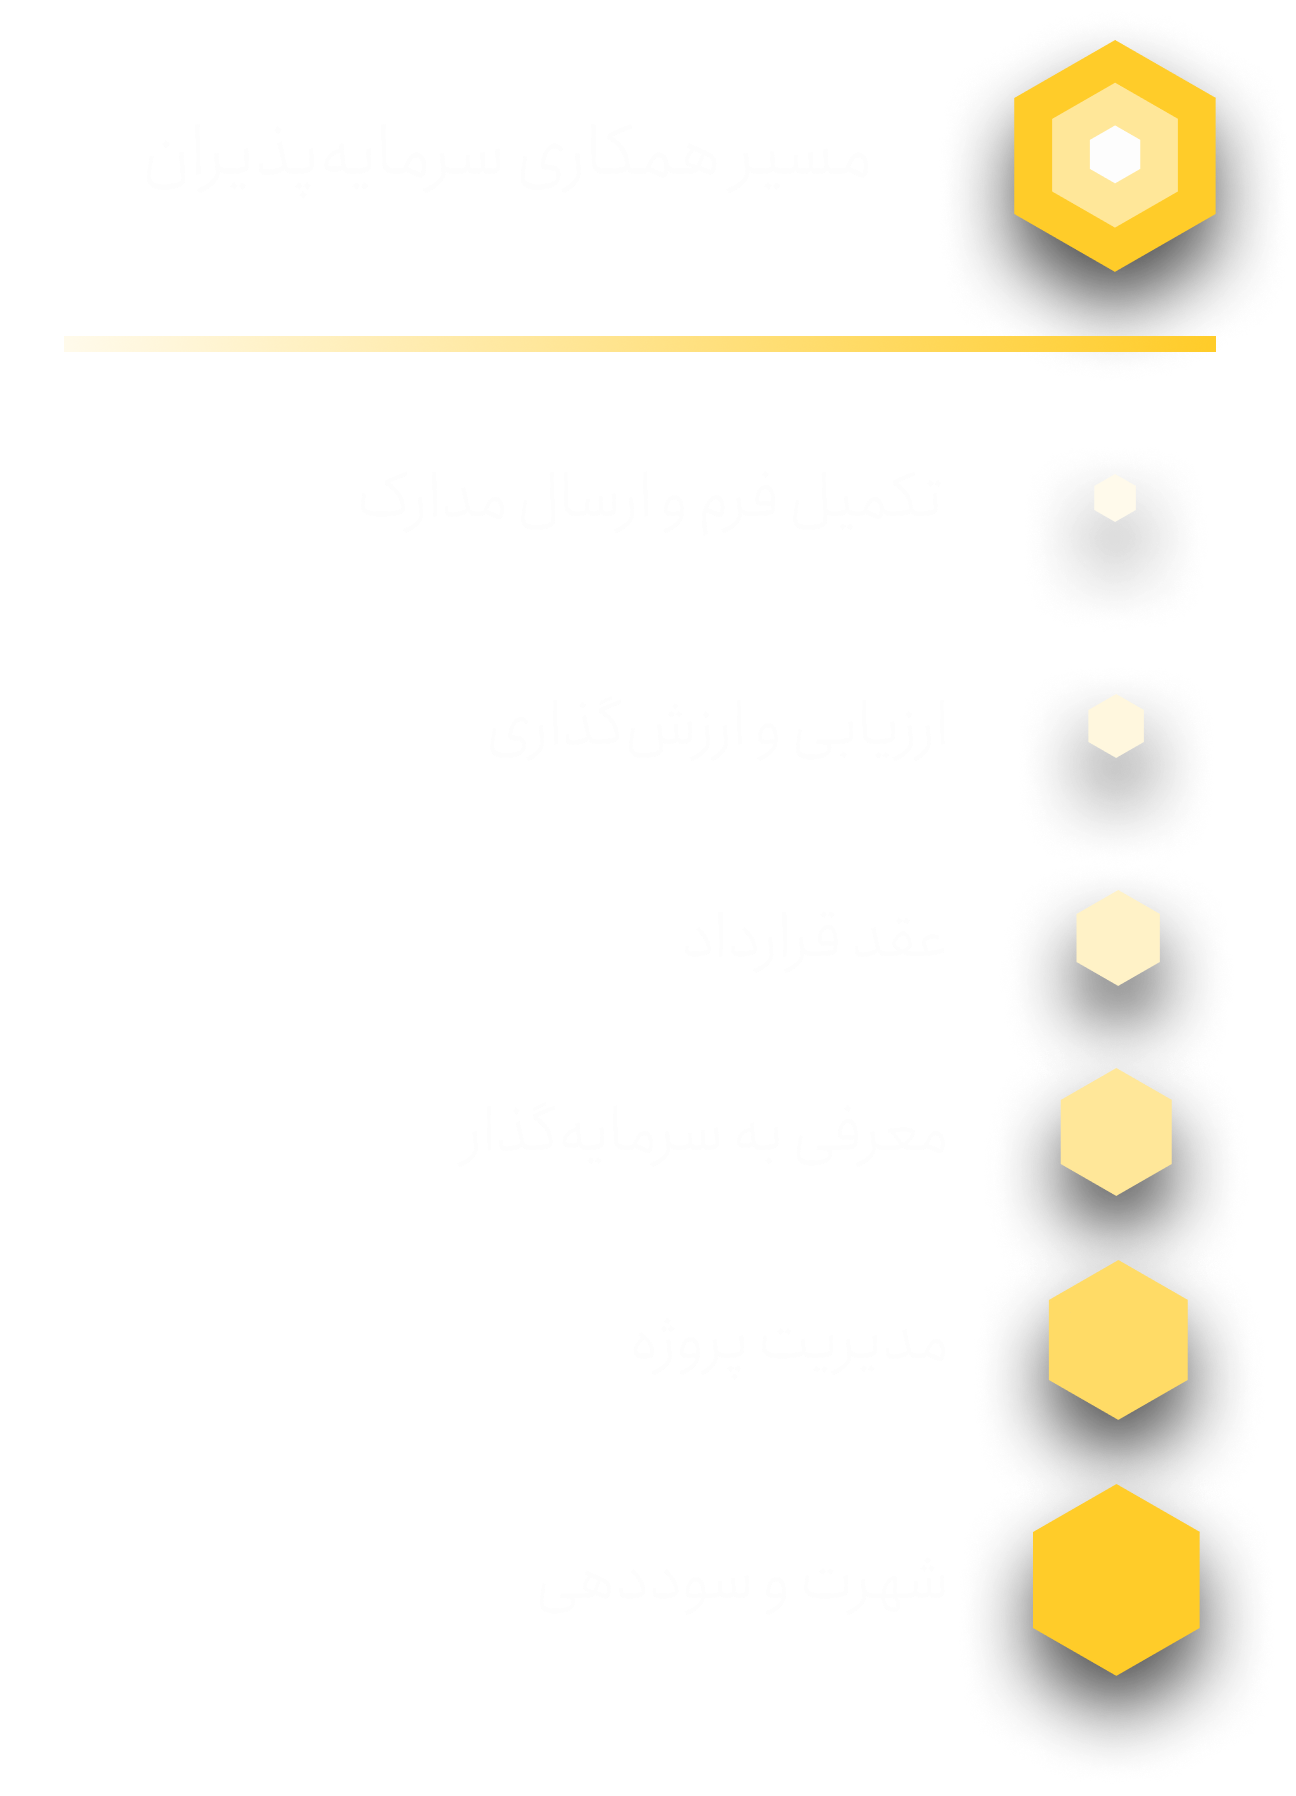 مسیر همکاری سرمایه‌پذیران
تکمیل فرم و ارسال مدارک
ارزیابی و ارزش‌گذاری
عقد قرارداد
معرفی به سرمایه‌گذار
مدیریت پروژه
شهرت و سوددهی